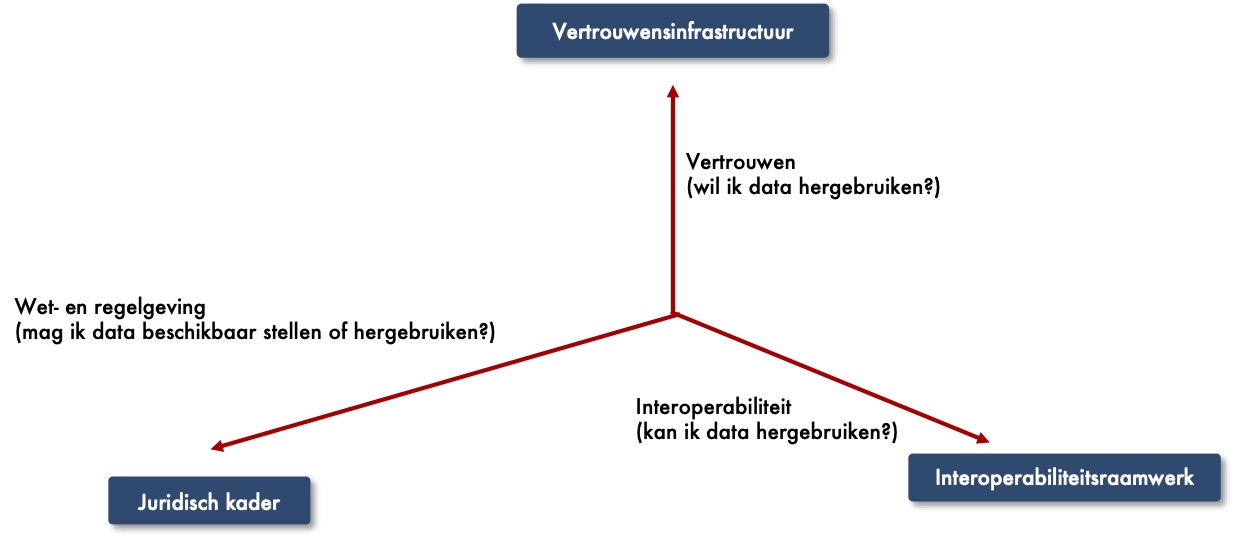 Vertrouwensinfrastructuur
Vertrouwen
(wil ik data hergebruiken?)
Wet- en regelgeving
(mag ik data beschikbaar stellen of hergebruiken?)
Interoperabiliteit
(kan ik data hergebruiken?)
Juridisch kader
Interoperabiliteitsraamwerk